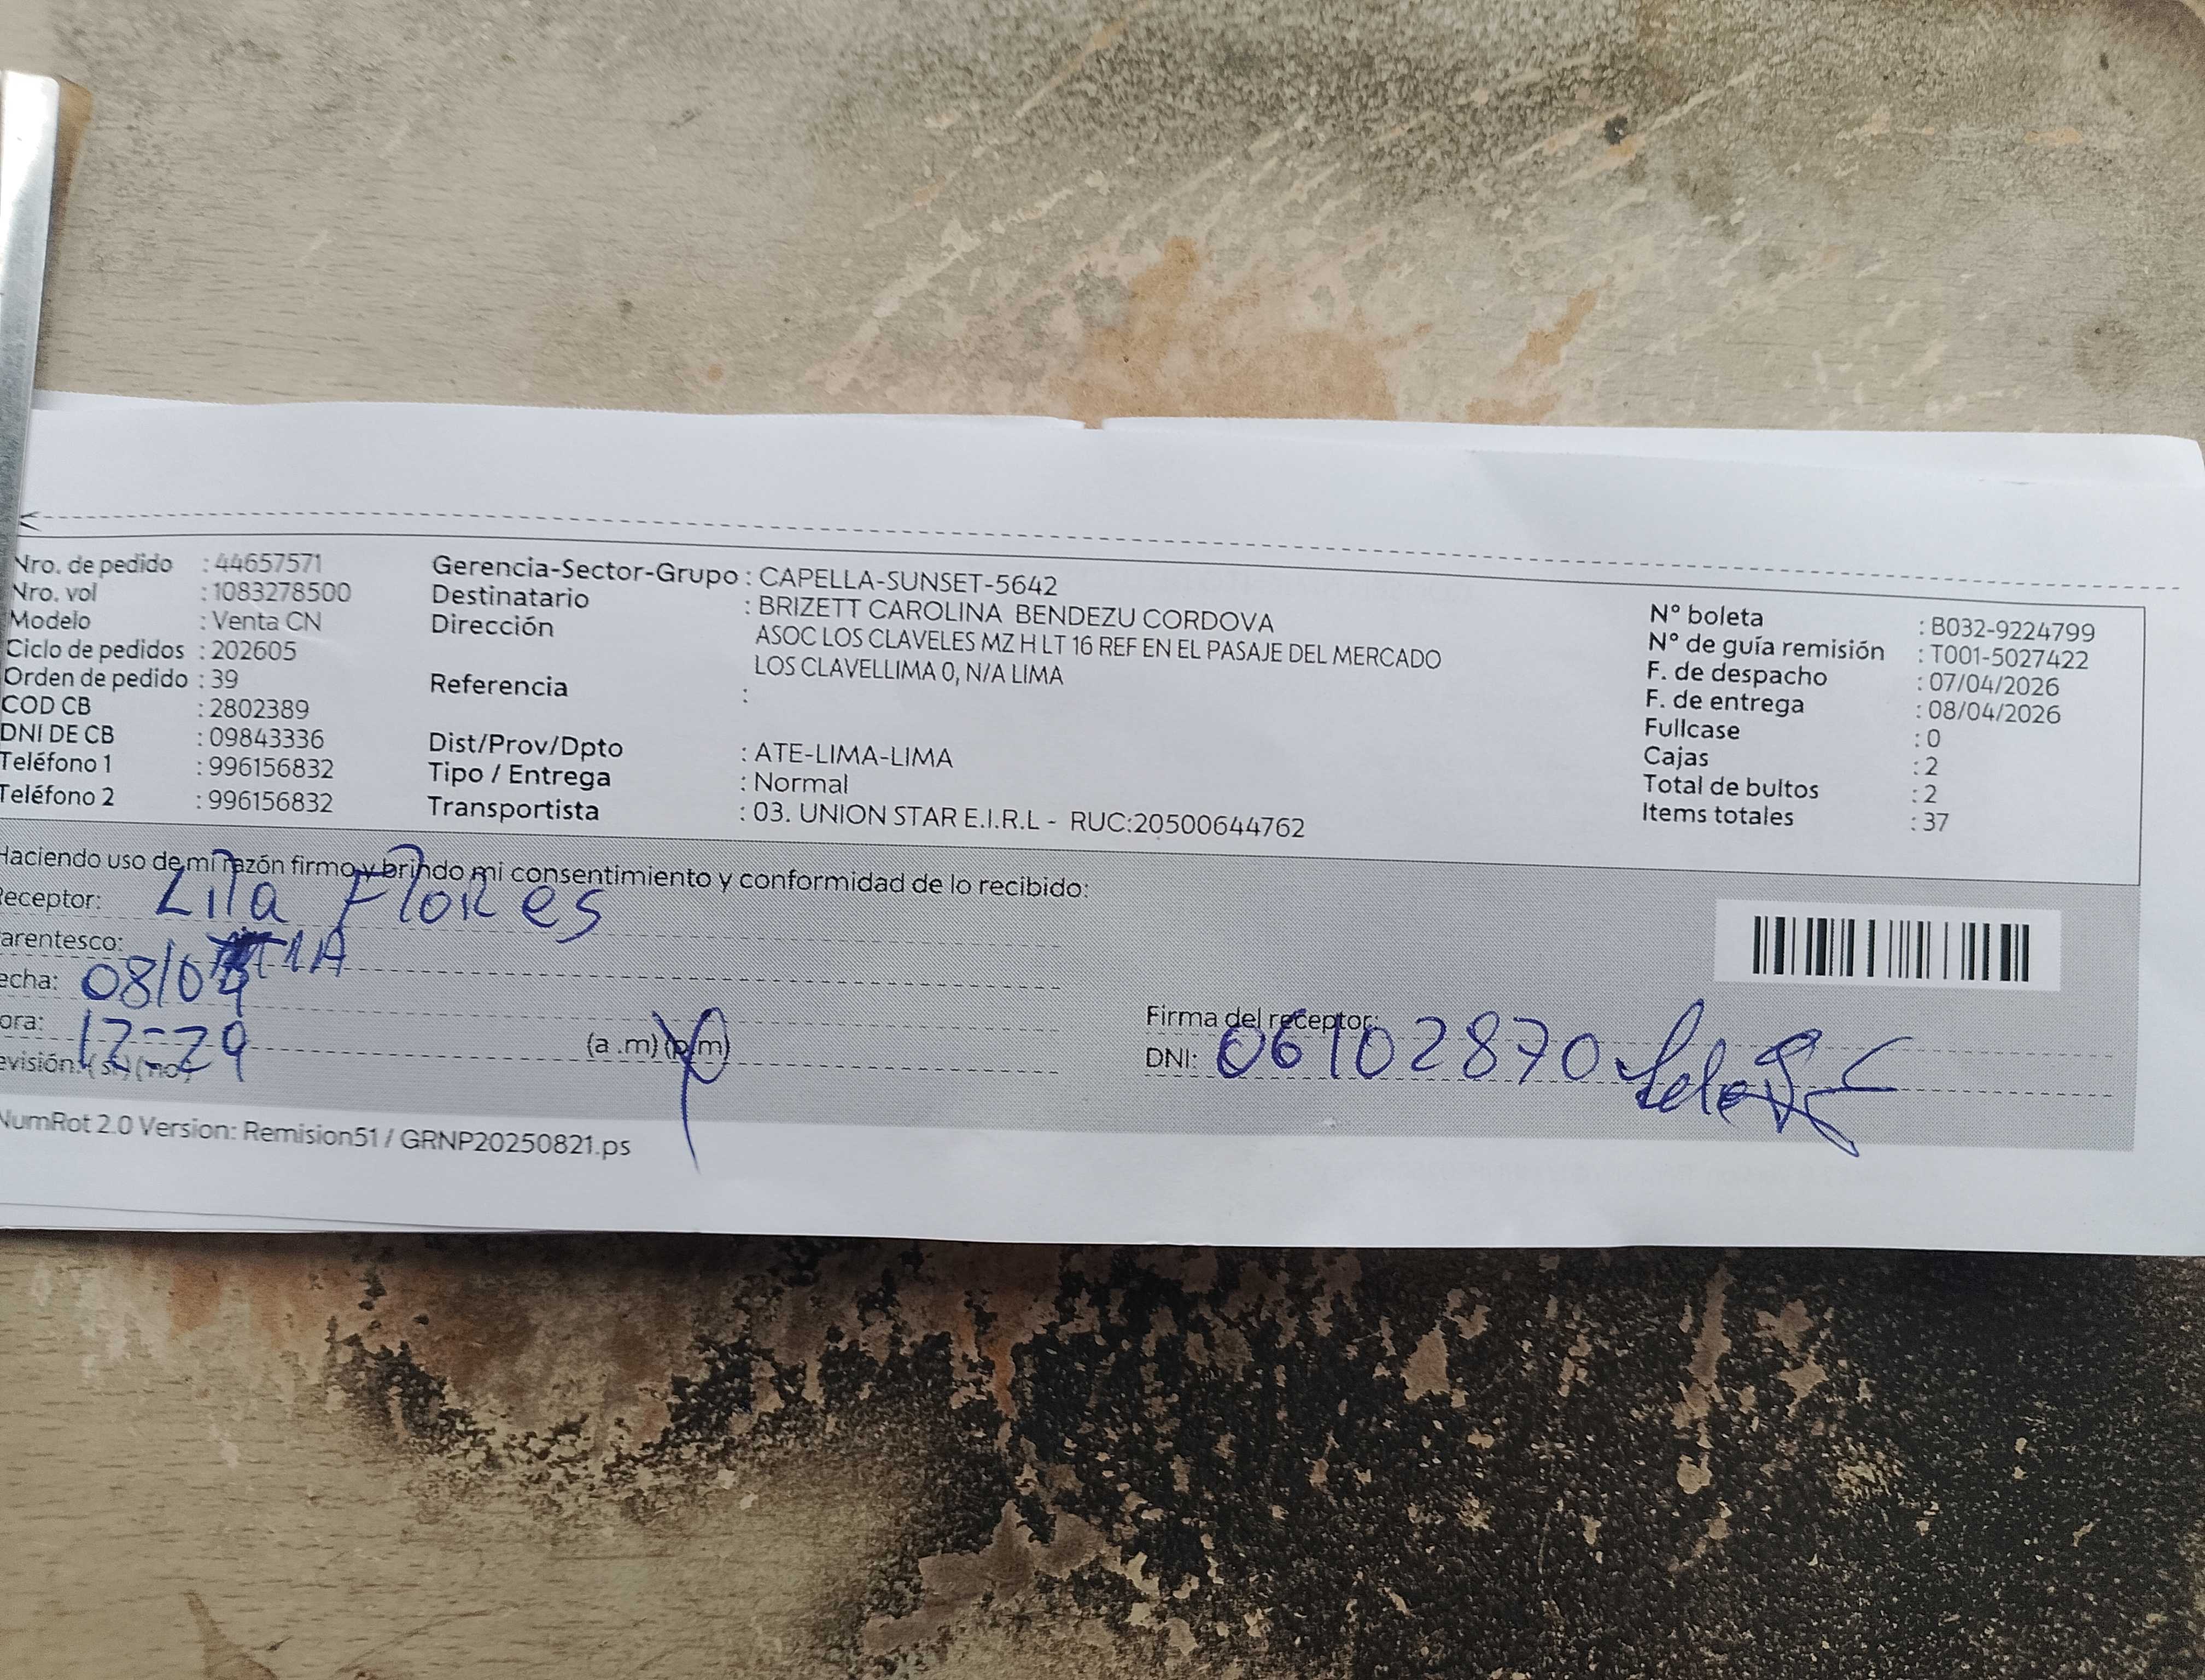 Nro. de pedido : 44657571
Nro. vol : 1083278500
Modelo : Venta CN
Ciclo de pedidos : 202605
Orden de pedido : 39
COD CB : 2802389
DNI DE CB : 09843336
Teléfono 1 : 996156832
Teléfono 2 : 996156832
Gerencia-Sector-Grupo : CAPELLA-SUNSET-5642
Destinatario : BRIZETT CAROLINA BENDEZU CORDOVA
Dirección ASOC LOS CLAVELES MZ H LT 16 REF EN EL PASAJE DEL MERCADO
LOS CLAVELLIMA 0, N/A LIMA
Referencia :
Dist/Prov/Dpto : ATE-LIMA-LIMA
Tipo / Entrega : Normal
Transportista : 03. UNION STAR E.I.R.L - RUC:20500644762
N° boleta : B032-9224799
N° de guía remisión : T001-5027422
F. de despacho : 07/04/2026
F. de entrega : 08/04/2026
Fullcase : 0
Cajas : 2
Total de bultos : 2
Items totales : 37
Haciendo uso de mi razón firmo y brindo mi consentimiento y conformidad de lo recibido:
Receptor: Lila Flores
arentesco:
echa: 08/04
ora: 12=29 (a .m) (p.m)
evisión: (si) (no)
Firma del receptor:
DNI: 06102870
NumRot 2.0 Version: Remision51 / GRNP20250821.ps